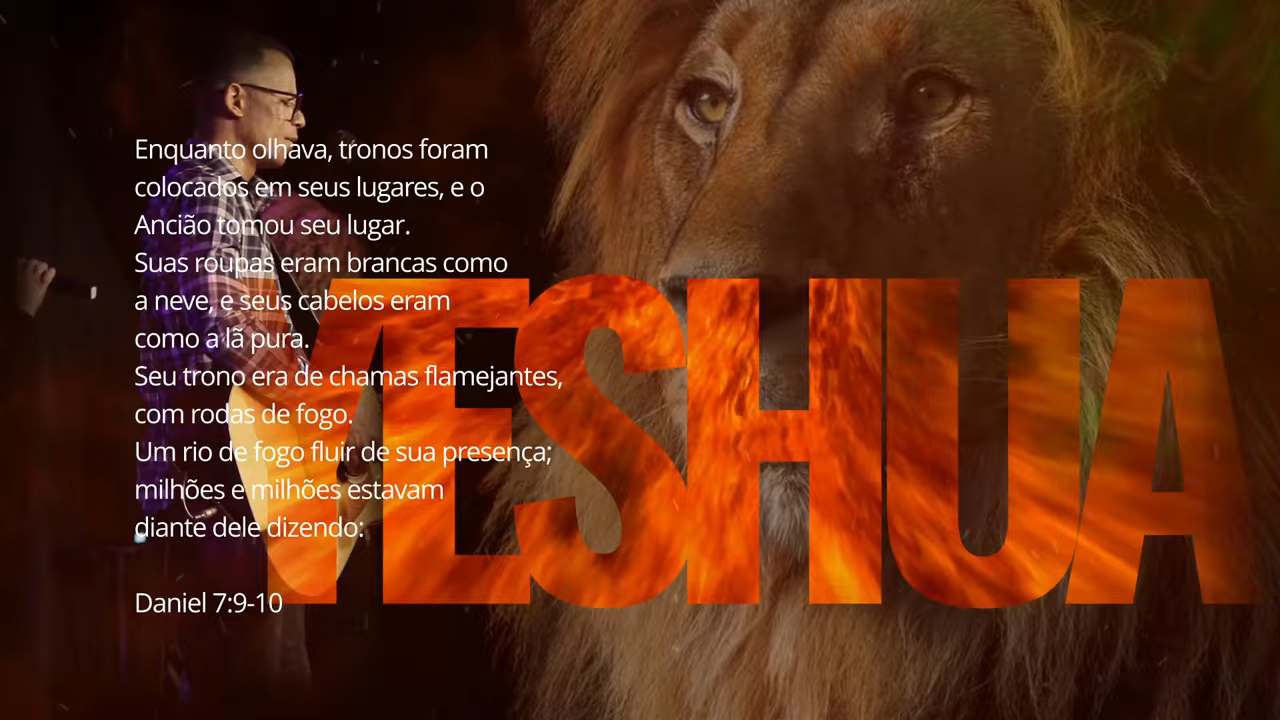 Enquanto olhava, tronos foram
colocados em seus lugares, e o
Ancião tomou seu lugar.
Suas roupas eram brancas como
a neve, e seus cabelos eram
como a lã pura.
Seu trono era de chamas flamejantes,
com rodas de fogo.
Um rio de fogo fluir de sua presença;
milhões e milhões estavam
diante dele dizendo:
Daniel 7:9-10
YESHUA